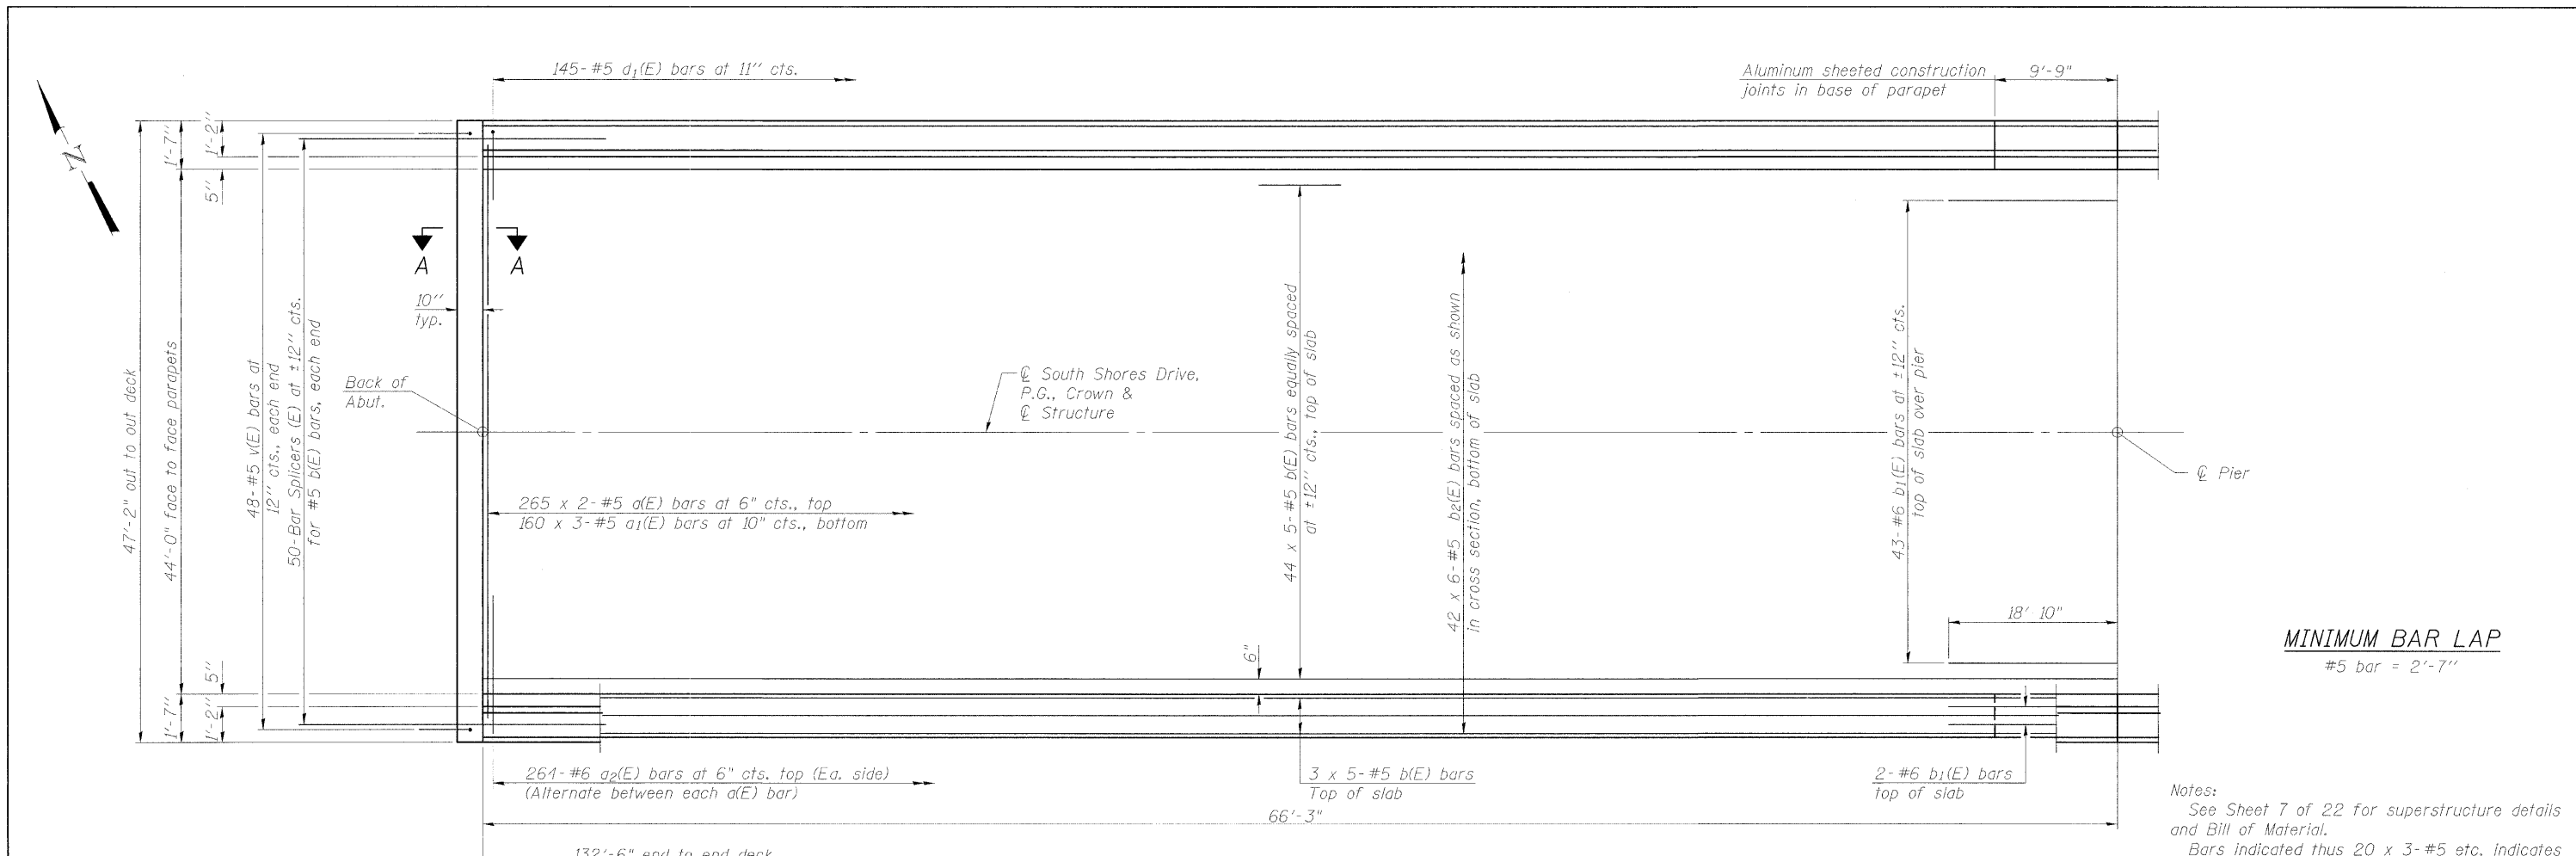 145-#5 d1(E) bars at 11" cts.
Aluminum sheeted construction
joints in base of parapet
9'-9"
N
1'-7"
1'-2"
5"
A
A
10"
typ.
47'-2" out to out deck
44'-0" face to face parapets
48-#5 v(E) bars at
12" cts., each end
50-Bar Splicers (E) at ±12" cts.
for #5 b(E) bars, each end
Back of
Abut.
℄ South Shores Drive,
P.G., Crown &
℄ Structure
44 x 5-#5 b(E) bars equally spaced
at ±12" cts., top of slab
42 x 6-#5 b2(E) bars spaced as shown
in cross section, bottom of slab
43-#6 b1(E) bars at ±12" cts.
top of slab over pier
℄ Pier
265 x 2-#5 a(E) bars at 6" cts., top
160 x 3-#5 a1(E) bars at 10" cts., bottom
18'-10"
MINIMUM BAR LAP
#5 bar = 2'-7"
6"
5"
1'-7"
1'-2"
264-#6 a2(E) bars at 6" cts. top (Ea. side)
(Alternate between each a(E) bar)
3 x 5-#5 b(E) bars
Top of slab
2-#6 b1(E) bars
top of slab
66'-3"
132'-6" end to end deck
Notes:
See Sheet 7 of 22 for superstructure details
and Bill of Material.
Bars indicated thus 20 x 3-#5 etc. indicates